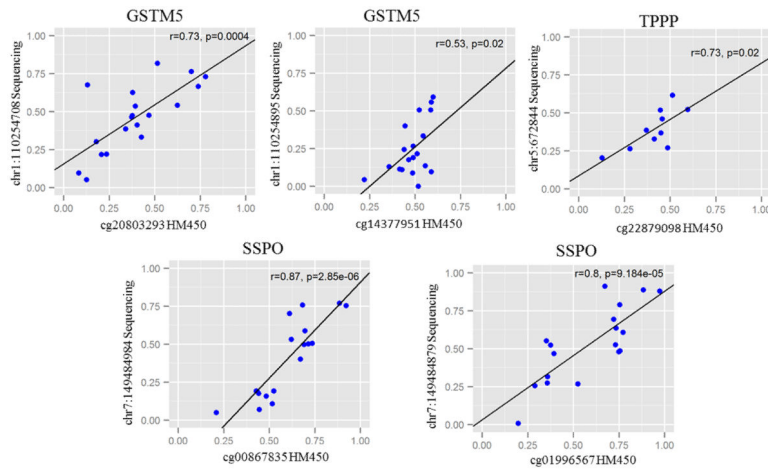 GSTM5
GSTM5
TPPP
r=0.73, p=0.0004
r=0.53, p=0.02
r=0.73, p=0.02
chr1:110254708 Sequencing
1.00
0.75
0.50
0.25
0.00
0.00 0.25 0.50 0.75 1.00
cg20803293 HM450
chr1:110254895 Sequencing
1.00
0.75
0.50
0.25
0.00
0.00 0.25 0.50 0.75 1.00
cg14377951 HM450
chr5:672844 Sequencing
1.00
0.75
0.50
0.25
0.00
0.00 0.25 0.50 0.75 1.00
cg22879098 HM450
SSPO
SSPO
r=0.87, p=2.85e-06
r=0.8, p=9.184e-05
chr7:149484984 Sequencing
1.00
0.75
0.50
0.25
0.00
0.00 0.25 0.50 0.75 1.00
cg00867835 HM450
chr7:149484879 Sequencing
1.00
0.75
0.50
0.25
0.00
0.00 0.25 0.50 0.75 1.00
cg01996567 HM450